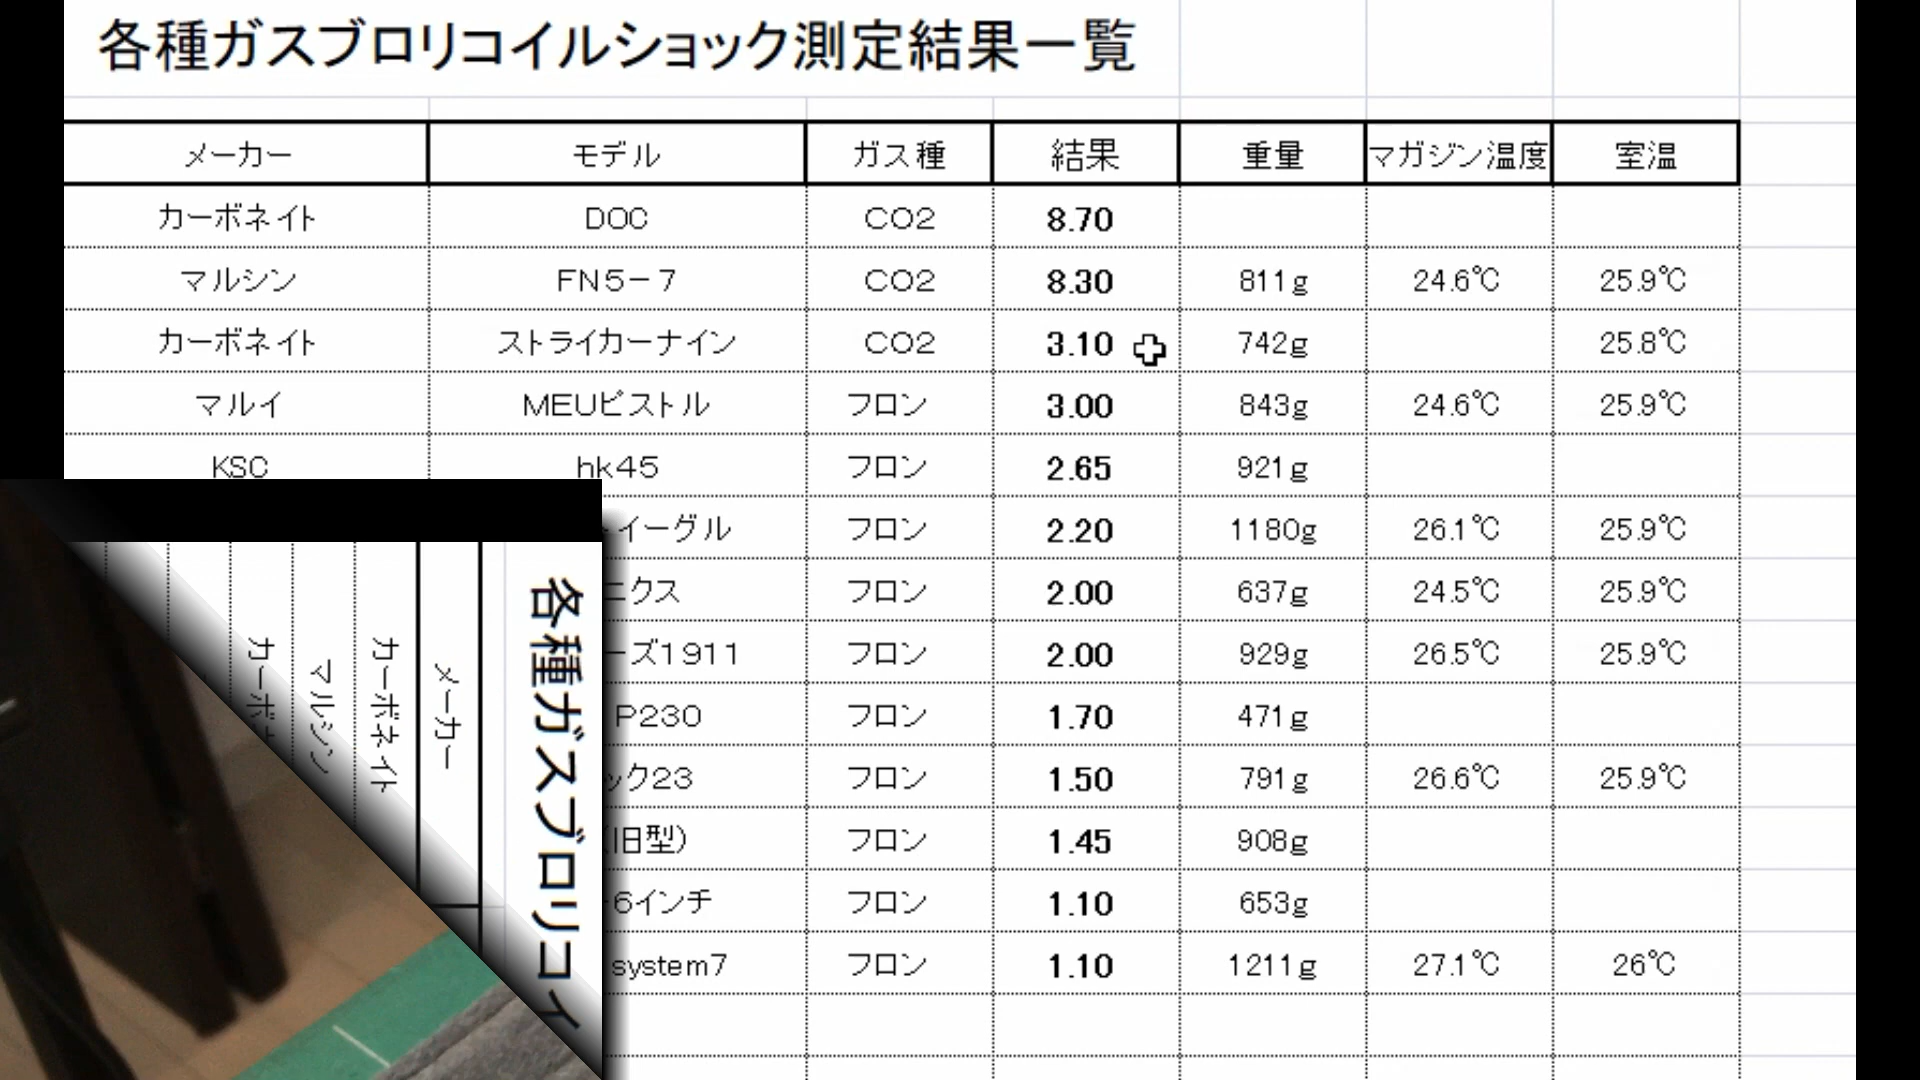 各種ガスブロリコイルショック測定結果一覧
メーカー モデル ガス種 結果 重量 マガジン温度 室温
カーボネイト DOC CO2 8.70
マルシン FN5-7 CO2 8.30 811g 24.6℃ 25.9℃
カーボネイト ストライカーナイン CO2 3.10 742g 25.8℃
マルイ MEUピストル フロン 3.00 843g 24.6℃ 25.9℃
KSC hk45 フロン 2.65 921g
イーグル フロン 2.20 1180g 26.1℃ 25.9℃
ニクス フロン 2.00 637g 24.5℃ 25.9℃
ーズ1911 フロン 2.00 929g 26.5℃ 25.9℃
P230 フロン 1.70 471g
ック23 フロン 1.50 791g 26.6℃ 25.9℃
(旧型) フロン 1.45 908g
6インチ フロン 1.10 653g
system7 フロン 1.10 1211g 27.1℃ 26℃
各種ガスブロリコイ
メーカー
カーボネイト
マルシン
カーボネ